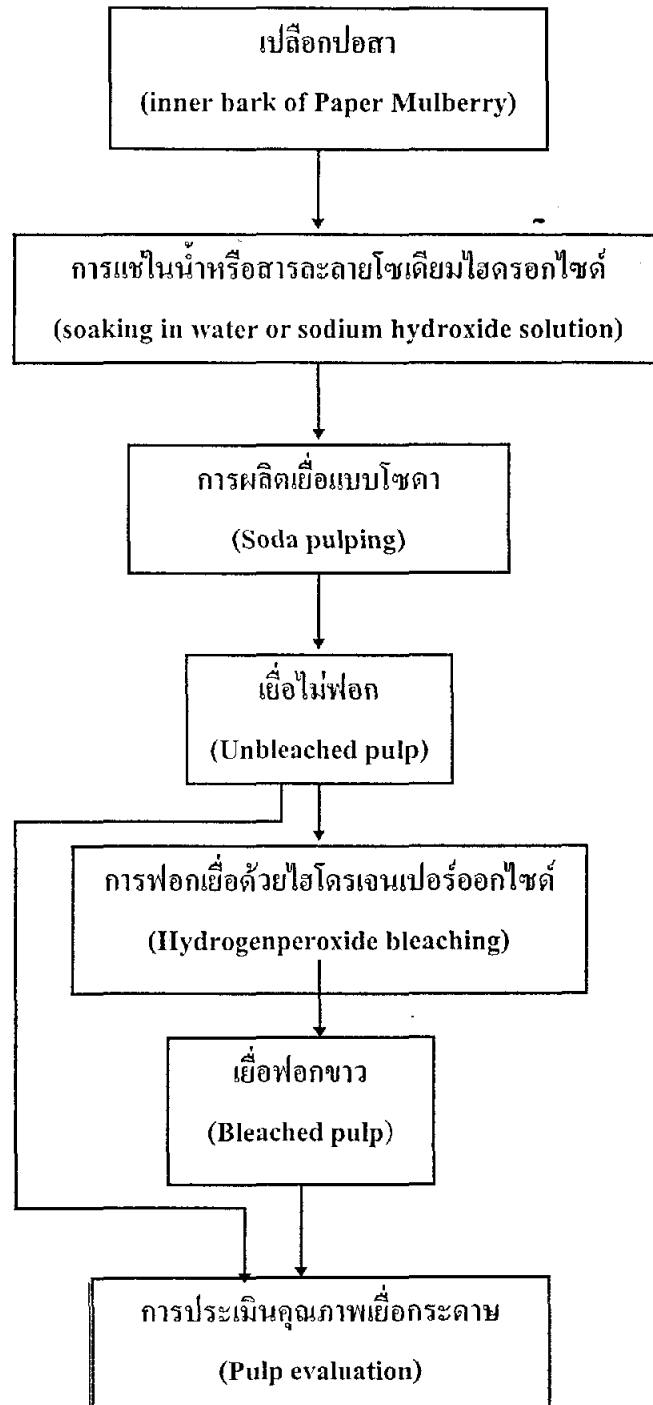 เปลือกปอสา
(inner bark of Paper Mulberry)
การแช่ในน้ำหรือสารละลายโซเดียมไฮดรอกไซด์
(soaking in water or sodium hydroxide solution)
การผลิตเยื่อแบบโซดา
(Soda pulping)
เยื่อไม่ฟอก
(Unbleached pulp)
การฟอกเยื่อด้วยไฮโดรเจนเปอร์ออกไซด์
(Hydrogenperoxide bleaching)
เยื่อฟอกขาว
(Bleached pulp)
การประเมินคุณภาพเยื่อกระดาษ
(Pulp evaluation)